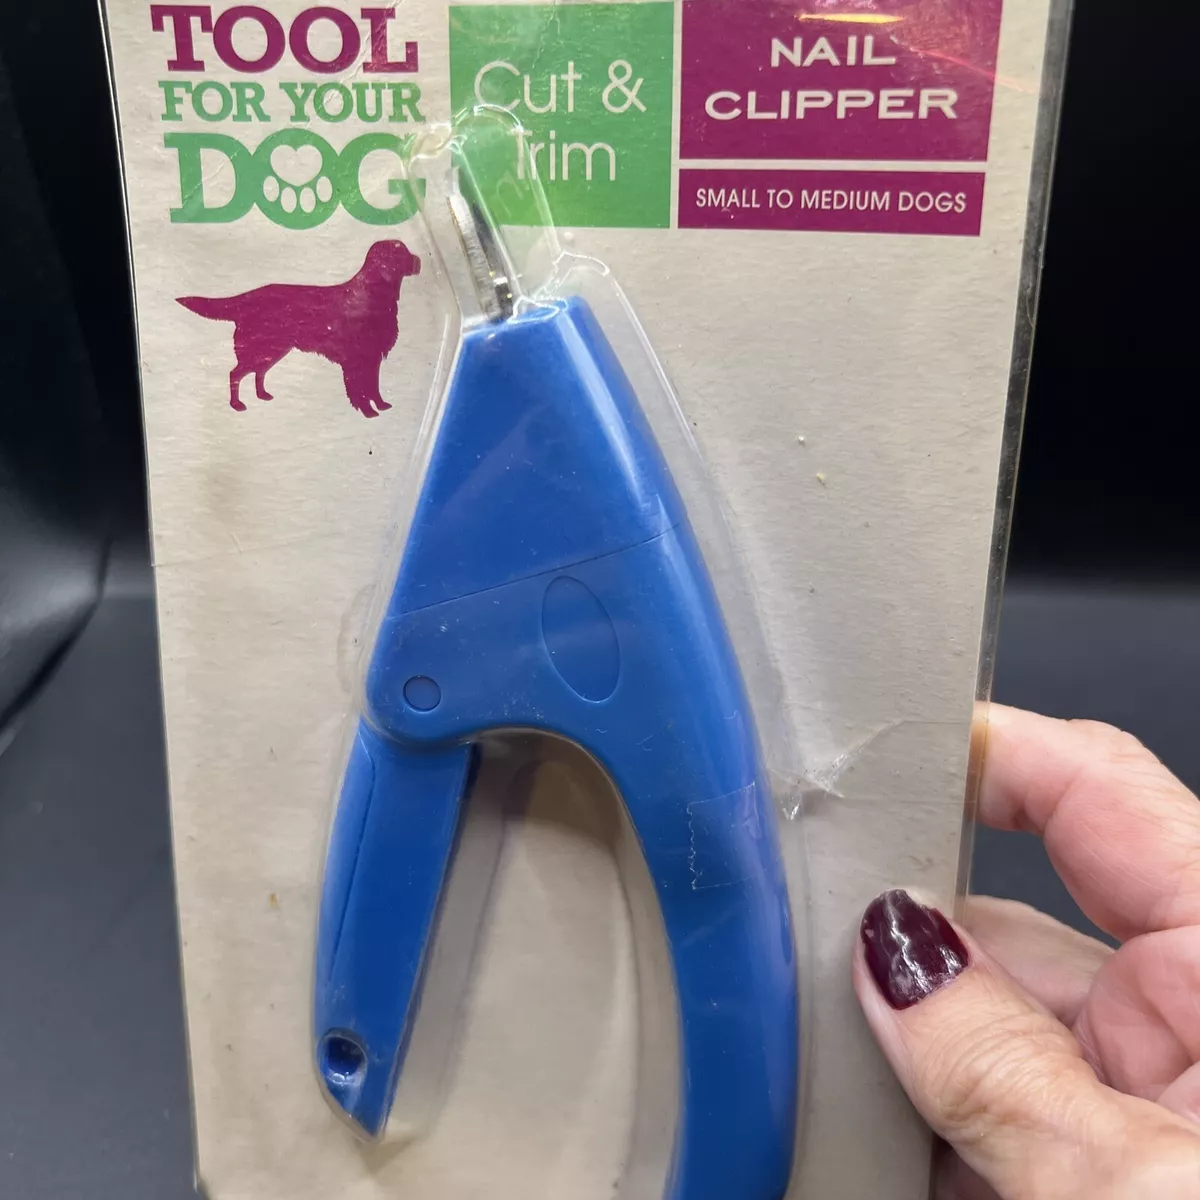 TOOL
FOR YOUR
DOG
Cut &
Trim
NAIL
CLIPPER
SMALL TO MEDIUM DOGS